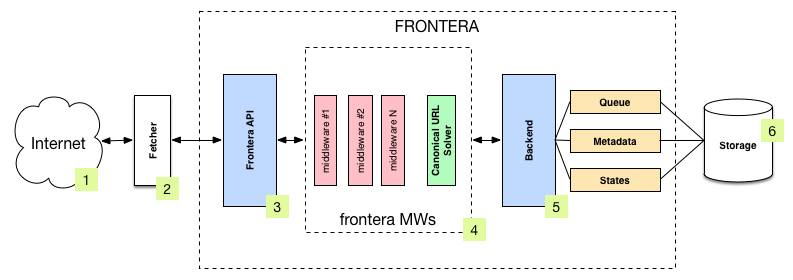 FRONTERA
Internet
1
Fetcher
2
Frontera API
3
middleware #1
middleware #2
middleware N
Canonical URL
Solver
frontera MWs
4
Backend
5
Queue
Metadata
States
Storage
6